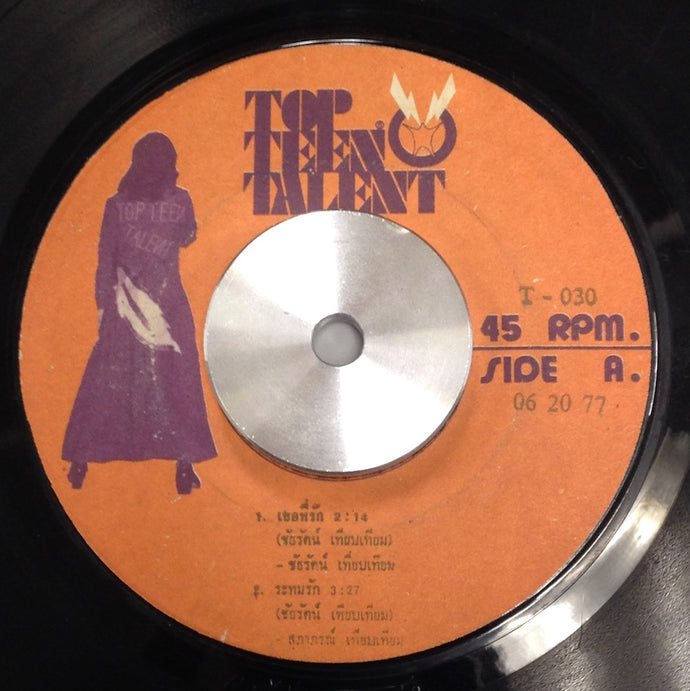 TOP
TEEN®
TALENT
TOP TEEN
TALENT
T - 030
45 RPM.
SIDE A.
06 20 77
1. เธอที่รัก 2:14
(ชัยรัตน์ เทียบเทียม)
- ชัยรัตน์ เทียบเทียม
2. ระทมรัก 3:27
(ชัยรัตน์ เทียบเทียม)
- สุภาภรณ์ เทียบเทียม